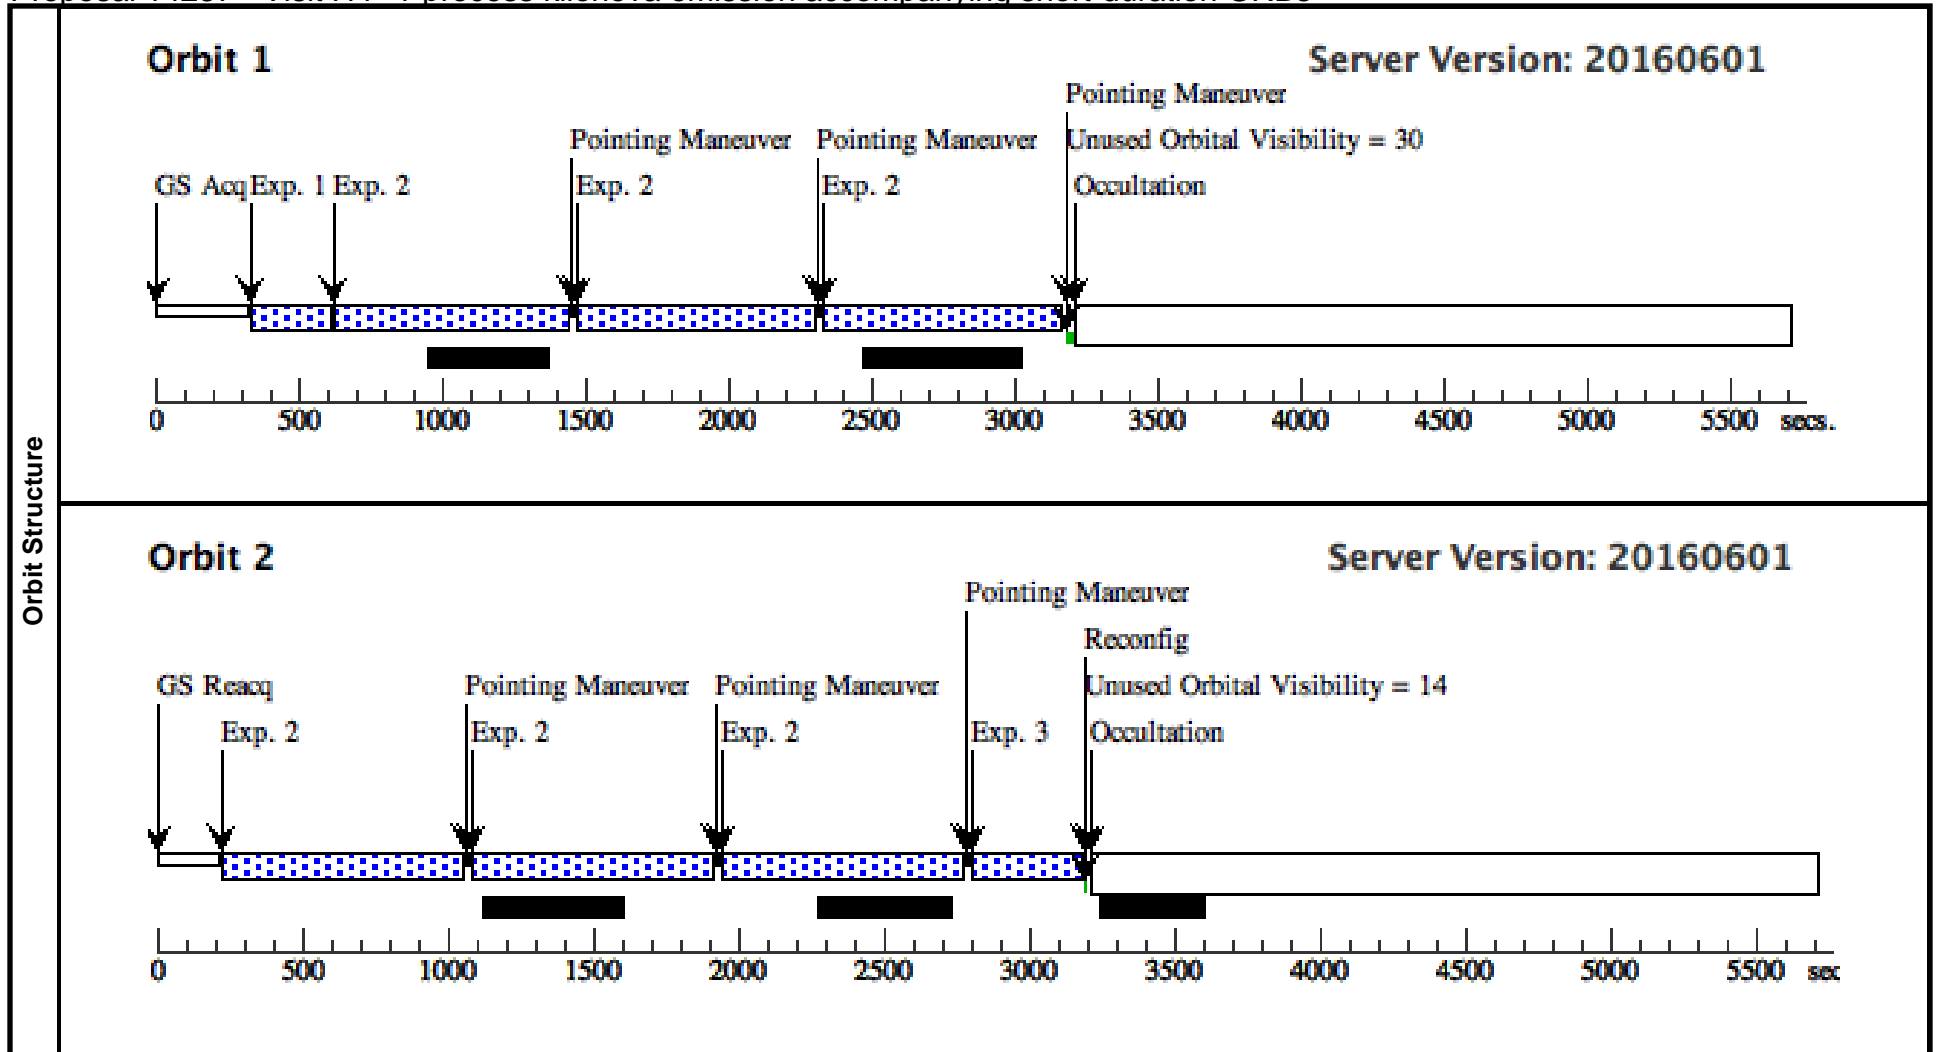 Orbit 1
Server Version: 20160601
Pointing Maneuver
Pointing Maneuver Pointing Maneuver Unused Orbital Visibility = 30
GS Acq Exp. 1 Exp. 2 Exp. 2 Exp. 2 Occultation
0 500 1000 1500 2000 2500 3000 3500 4000 4500 5000 5500 secs.
Orbit Structure
Orbit 2
Server Version: 20160601
Pointing Maneuver
Reconfig
GS Reacq Pointing Maneuver Pointing Maneuver Unused Orbital Visibility = 14
Exp. 2 Exp. 2 Exp. 2 Exp. 3 Occultation
0 500 1000 1500 2000 2500 3000 3500 4000 4500 5000 5500 sec